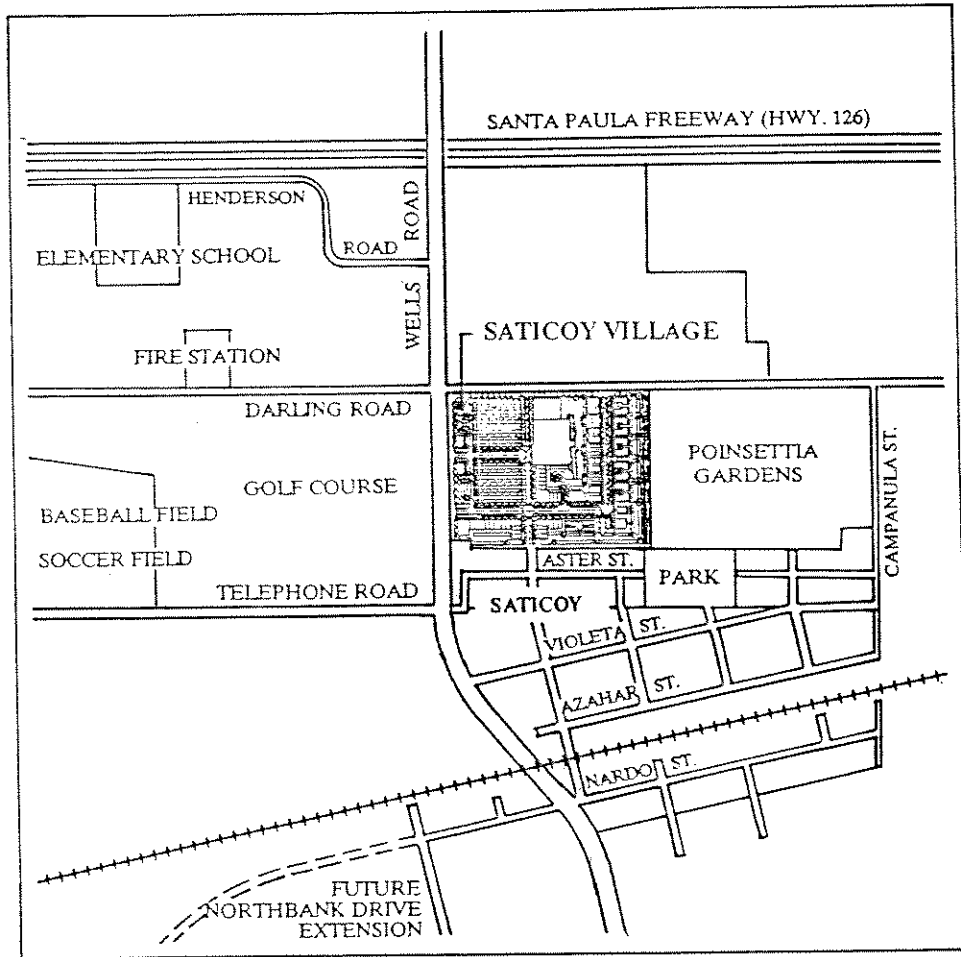 SANTA PAULA FREEWAY (HWY. 126)
HENDERSON
ROAD
WELLS
ROAD
ELEMENTARY SCHOOL
SATICOY VILLAGE
FIRE STATION
DARLING ROAD
POINSETTIA
GARDENS
CAMPANULA ST.
GOLF COURSE
BASEBALL FIELD
SOCCER FIELD
ASTER ST.
PARK
TELEPHONE ROAD
SATICOY
VIOLETA ST.
AZAHAR ST.
NARDO ST.
FUTURE
NORTHBANK DRIVE
EXTENSION